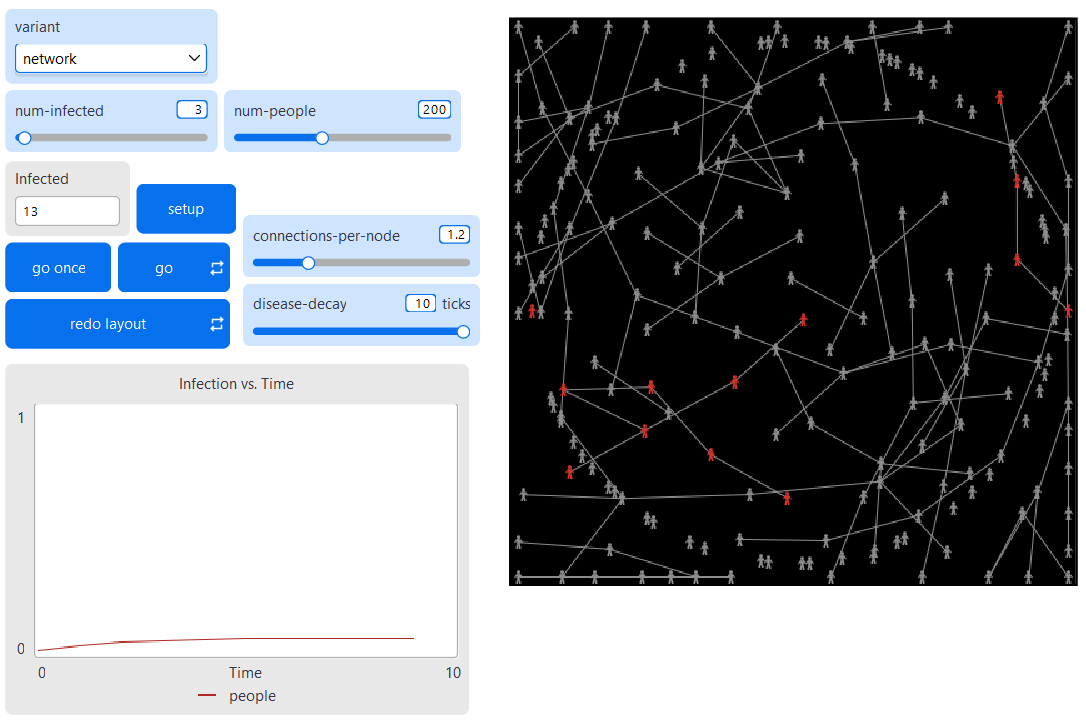 variant
network
num-infected 3
num-people 200
Infected
13
setup
connections-per-node 1.2
go once
go
disease-decay 10 ticks
redo layout
Infection vs. Time
1
0
0 Time 10
people